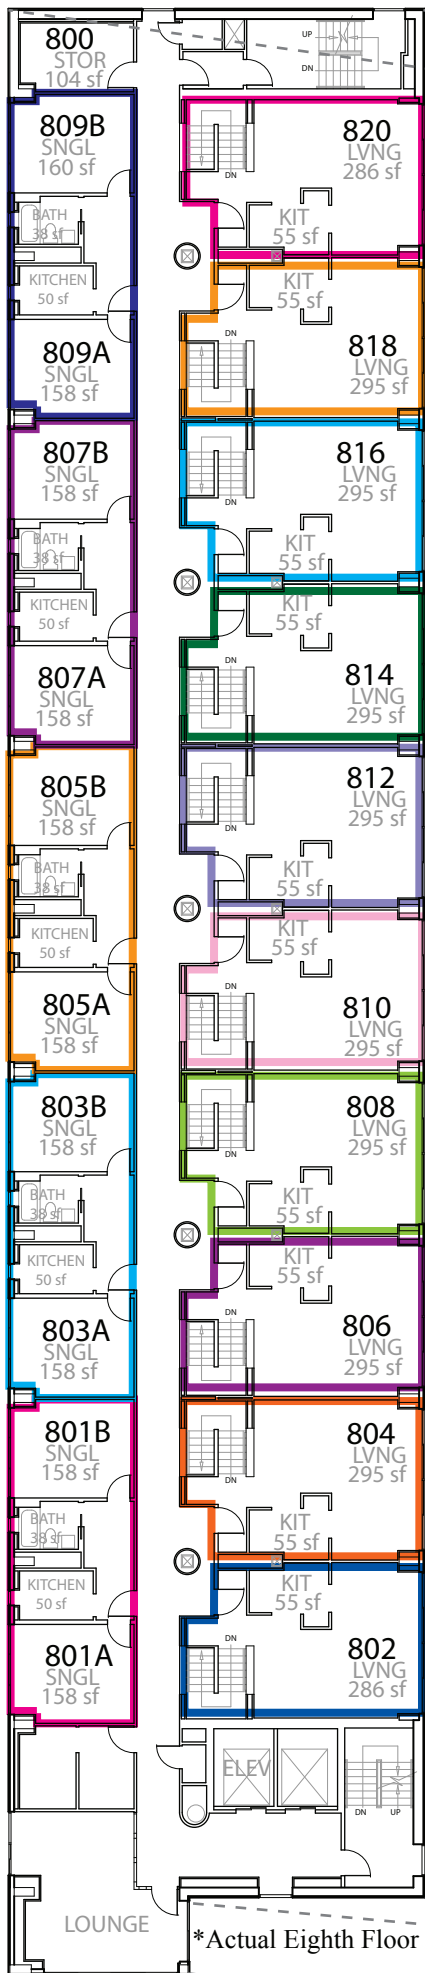 800
STOR
104 sf
UP
DN
809B
SNGL
160 sf
BATH
38 sf
KITCHEN
50 sf
809A
SNGL
158 sf
807B
SNGL
158 sf
BATH
38 sf
KITCHEN
50 sf
807A
SNGL
158 sf
805B
SNGL
158 sf
BATH
38 sf
KITCHEN
50 sf
805A
SNGL
158 sf
803B
SNGL
158 sf
BATH
38 sf
KITCHEN
50 sf
803A
SNGL
158 sf
801B
SNGL
158 sf
BATH
38 sf
KITCHEN
50 sf
801A
SNGL
158 sf
820
LVNG
286 sf
DN
KIT
55 sf
KIT
55 sf
DN
818
LVNG
295 sf
816
LVNG
295 sf
DN
KIT
55 sf
KIT
55 sf
DN
814
LVNG
295 sf
812
LVNG
295 sf
DN
KIT
55 sf
KIT
55 sf
DN
810
LVNG
295 sf
808
LVNG
295 sf
DN
KIT
55 sf
KIT
55 sf
DN
806
LVNG
295 sf
804
LVNG
295 sf
DN
KIT
55 sf
KIT
55 sf
DN
802
LVNG
286 sf
ELEV
DN
UP
LOUNGE
*Actual Eighth Floor